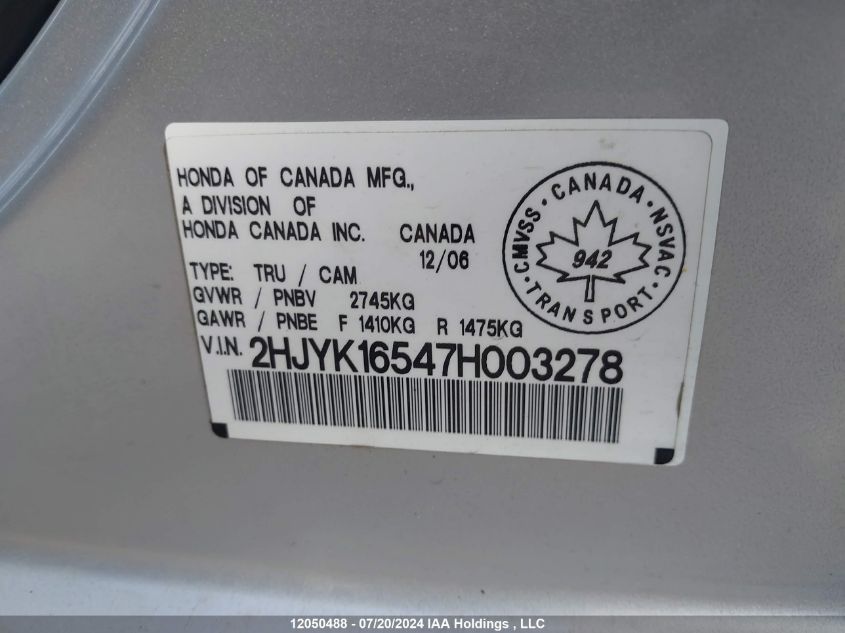 HONDA OF CANADA MFG.,
A DIVISION OF
HONDA CANADA INC. CANADA
12/06
TYPE: TRU / CAM
GVWR / PNBV 2745KG
GAWR / PNBE F 1410KG R 1475KG
V.I.N. 2HJYK16547H003278
CMVSS · CANADA · NSVAC · TRANSPORT ·
942
12050488 - 07/20/2024 IAA Holdings , LLC